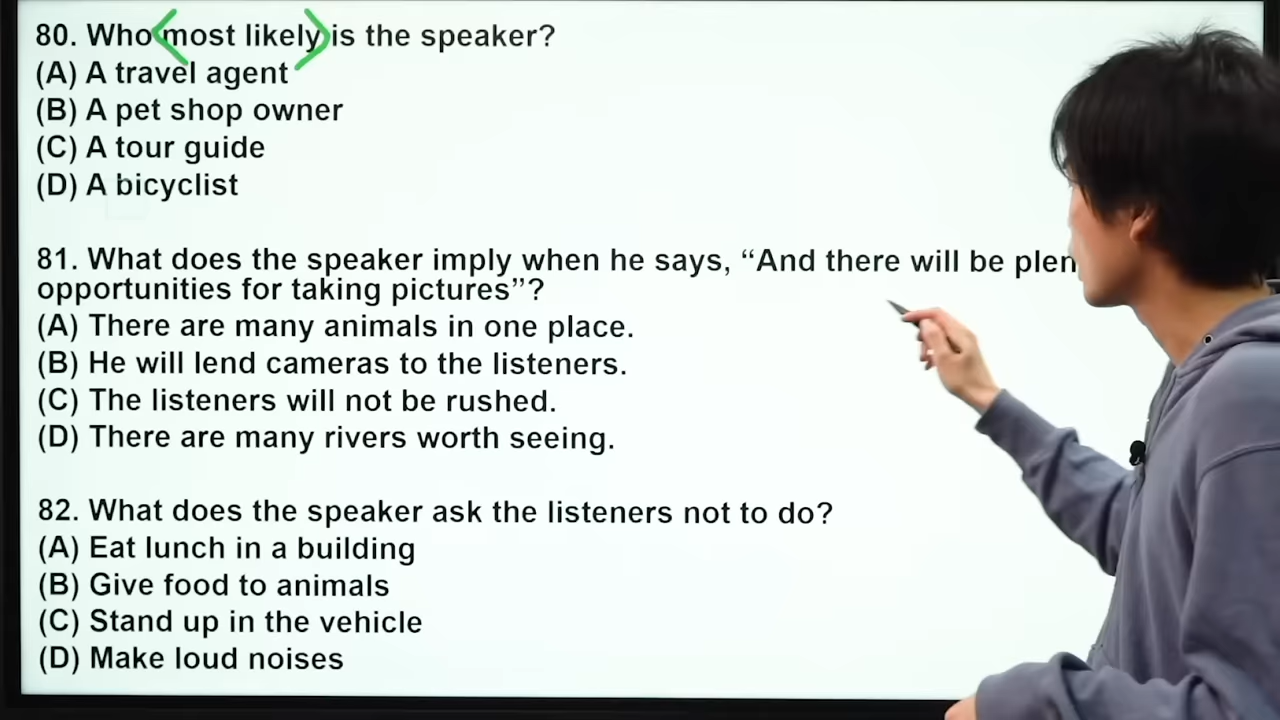 80. Who most likely is the speaker?
(A) A travel agent
(B) A pet shop owner
(C) A tour guide
(D) A bicyclist
81. What does the speaker imply when he says, “And there will be
opportunities for taking pictures”?
(A) There are many animals in one place.
(B) He will lend cameras to the listeners.
(C) The listeners will not be rushed.
(D) There are many rivers worth seeing.
82. What does the speaker ask the listeners not to do?
(A) Eat lunch in a building
(B) Give food to animals
(C) Stand up in the vehicle
(D) Make loud noises